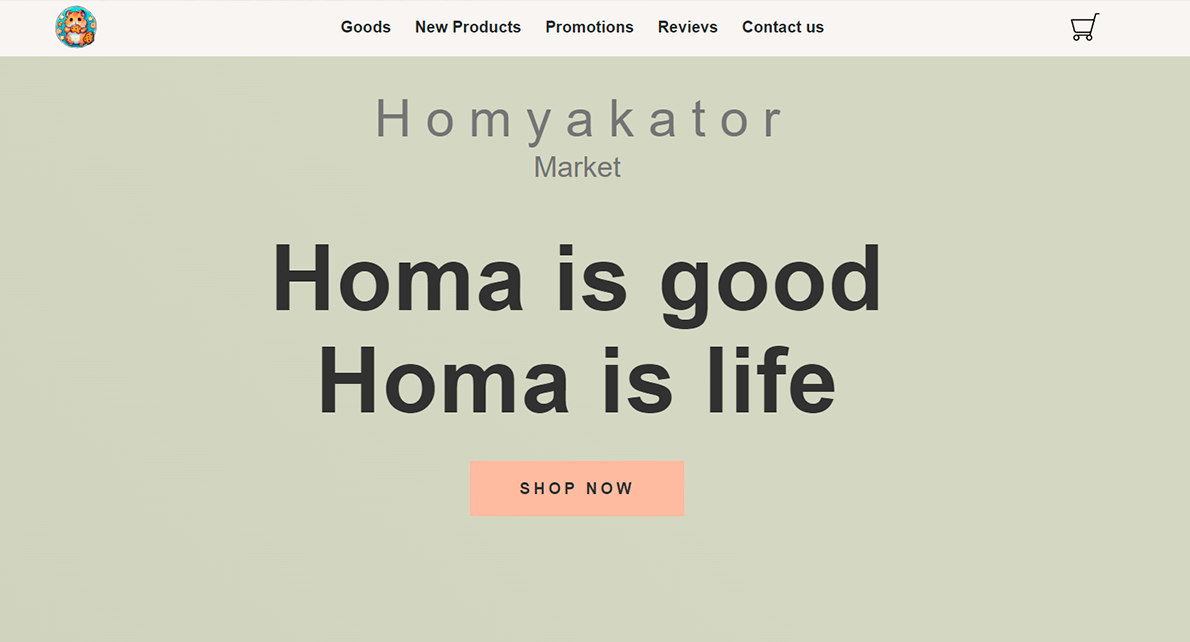 Goods New Products Promotions Revievs Contact us
Homyakator
Market
Homa is good
Homa is life
SHOP NOW